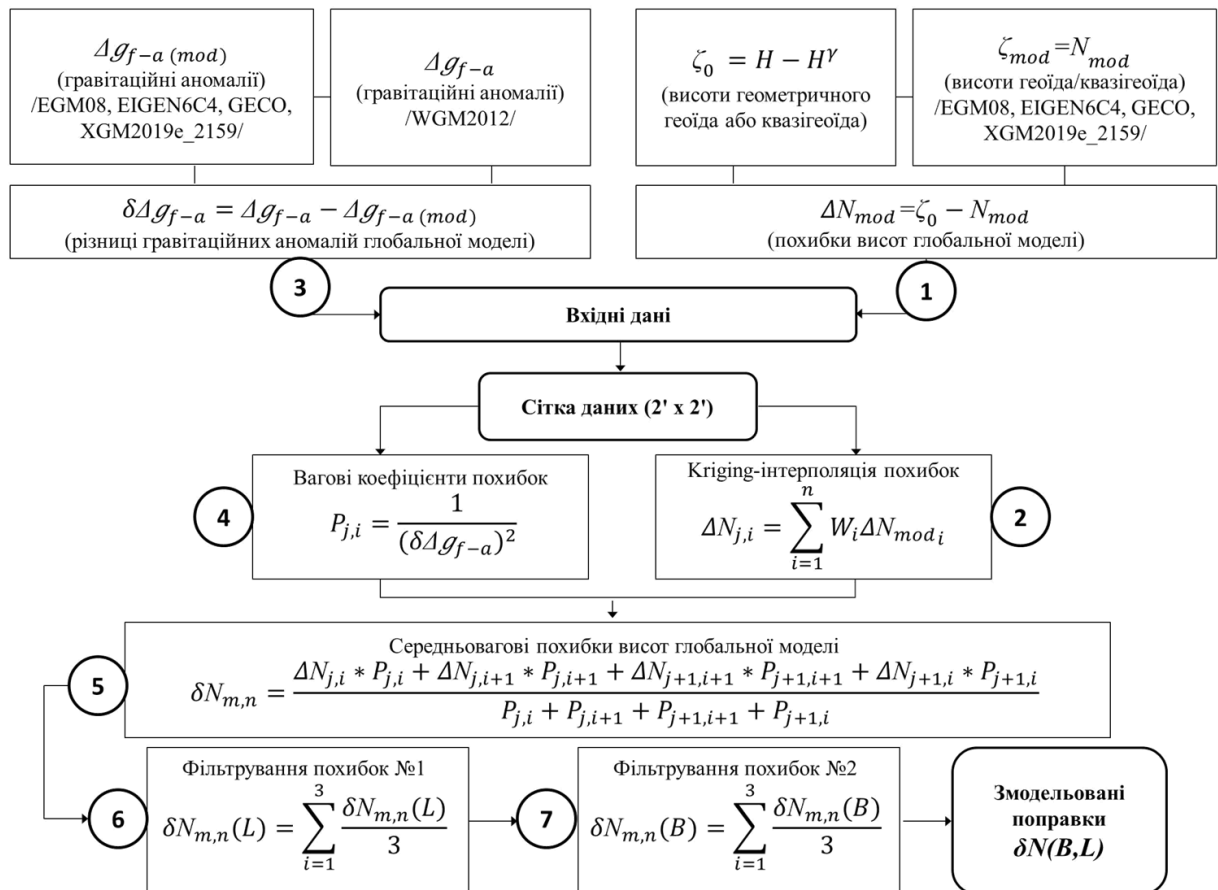 Δg_{f−a (mod)}
(гравітаційні аномалії)
/EGM08, EIGEN6C4, GECO,
XGM2019e_2159/
Δg_{f−a}
(гравітаційні аномалії)
/WGM2012/
ζ_0 = H − H^γ
(висоти геометричного
геоїда або квазігеоїда)
ζ_{mod}=N_{mod}
(висоти геоїда/квазігеоїда)
/EGM08, EIGEN6C4, GECO,
XGM2019e_2159/
δΔg_{f−a} = Δg_{f−a} − Δg_{f−a (mod)}
(різниці гравітаційних аномалій глобальної моделі)
ΔN_{mod}=ζ_0 − N_{mod}
(похибки висот глобальної моделі)
3
1
Вхідні дані
Сітка даних (2' x 2')
4
Вагові коефіцієнти похибок
P_{j,i} = 1/(δΔg_{f−a})^2
Kriging-інтерполяція похибок
ΔN_{j,i} = ∑_{i=1}^{n} W_i ΔN_{mod_i}
2
5
Середньовагові похибки висот глобальної моделі
δN_{m,n} = (ΔN_{j,i} * P_{j,i} + ΔN_{j,i+1} * P_{j,i+1} + ΔN_{j+1,i+1} * P_{j+1,i+1} + ΔN_{j+1,i} * P_{j+1,i})/(P_{j,i} + P_{j,i+1} + P_{j+1,i+1} + P_{j+1,i})
6
Фільтрування похибок №1
δN_{m,n}(L) = ∑_{i=1}^{3} δN_{m,n}(L)/3
7
Фільтрування похибок №2
δN_{m,n}(B) = ∑_{i=1}^{3} δN_{m,n}(B)/3
Змодельовані
поправки
δN(B,L)